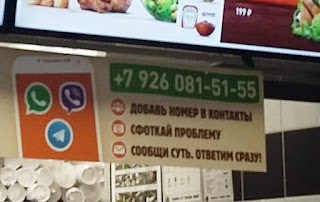 199 ₽
+7 926 081-51-55
ДОБАВЬ НОМЕР В КОНТАКТЫ
СФОТКАЙ ПРОБЛЕМУ
СООБЩИ СУТЬ. ОТВЕТИМ СРАЗУ!